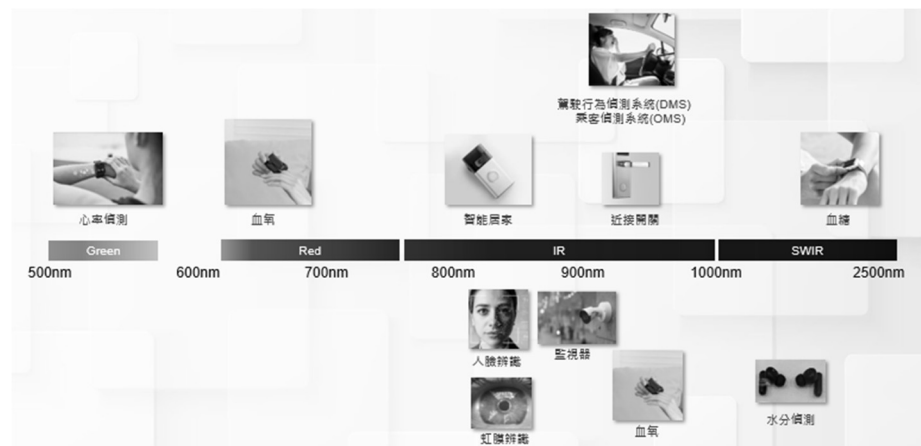 駕駛行為偵測系統(DMS)
乘客偵測系統(OMS)
心率偵測
血氧
智能居家
近接開關
血糖
Green
Red
IR
SWIR
500nm
600nm
700nm
800nm
900nm
1000nm
2500nm
人臉辨識
監視器
虹膜辨識
血氧
水分偵測